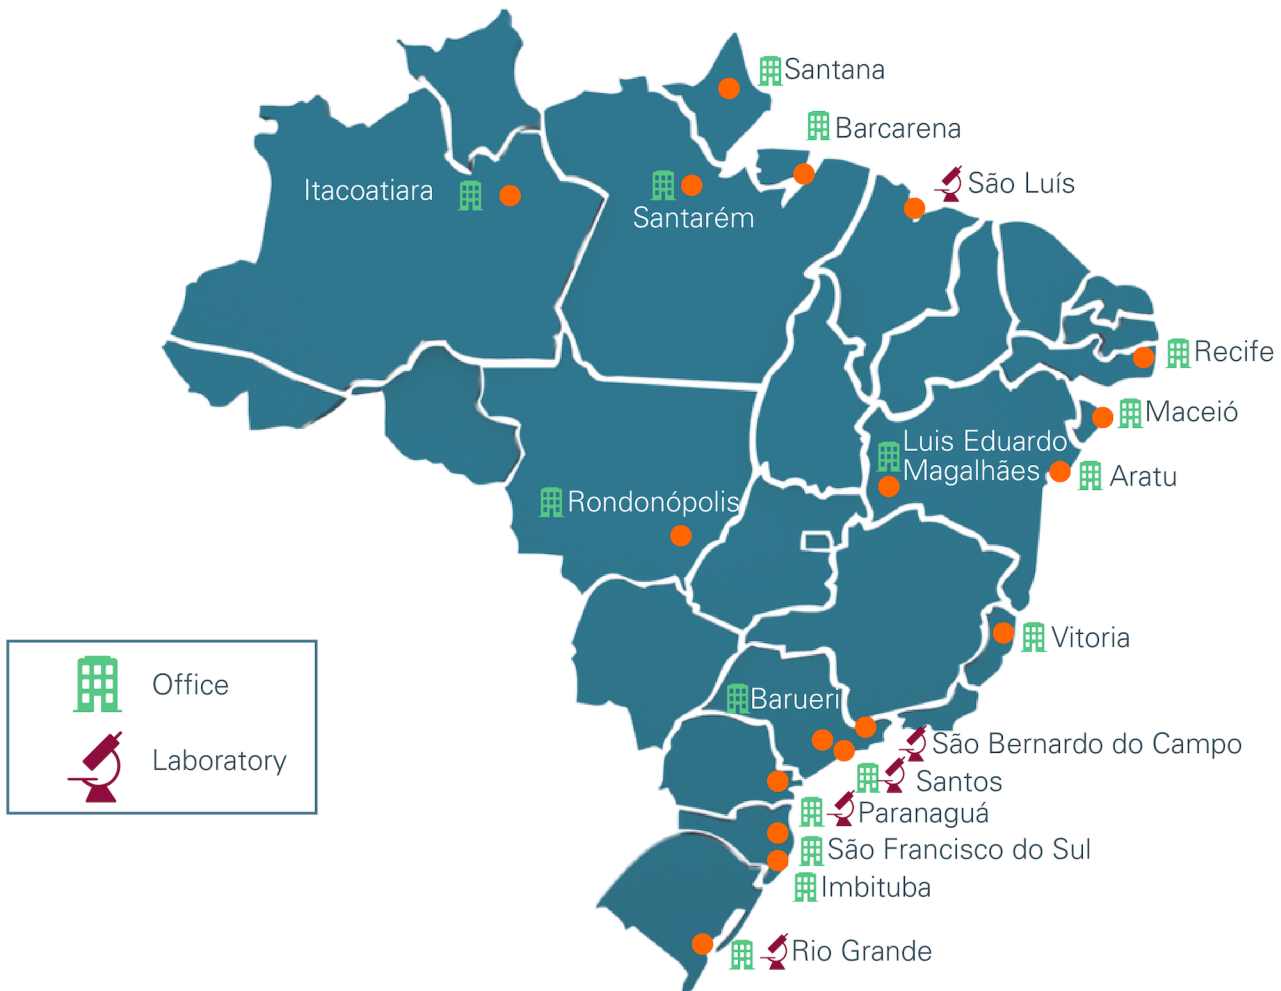 Santana
Barcarena
São Luís
Itacoatiara
Santarém
Recife
Maceió
Luis Eduardo
Magalhães
Aratu
Rondonópolis
Vitoria
Office
Barueri
São Bernardo do Campo
Laboratory
Santos
Paranaguá
São Francisco do Sul
Imbituba
Rio Grande